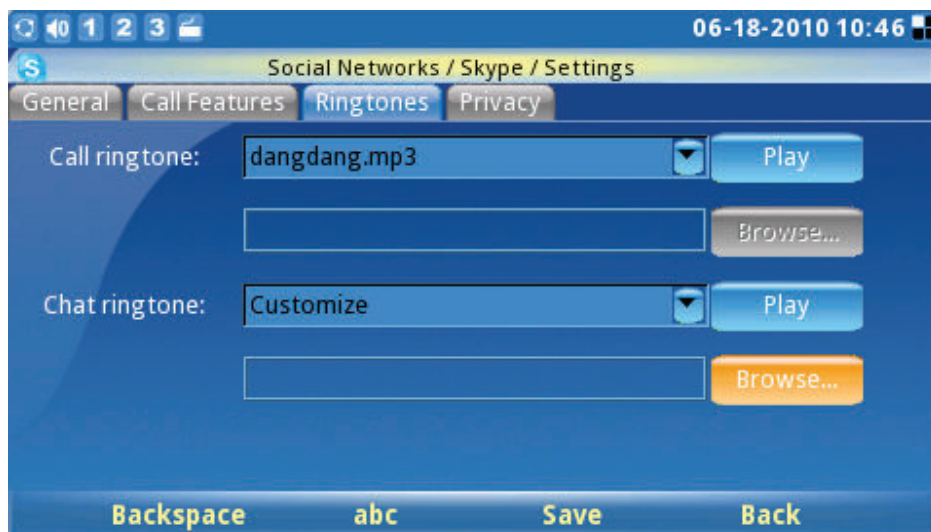 1 2 3 06-18-2010 10:46
S Social Networks / Skype / Settings
General Call Features Ringtones Privacy
Call ringtone: dangdang.mp3 Play
Browse...
Chat ringtone: Customize Play
Browse...
Backspace abc Save Back